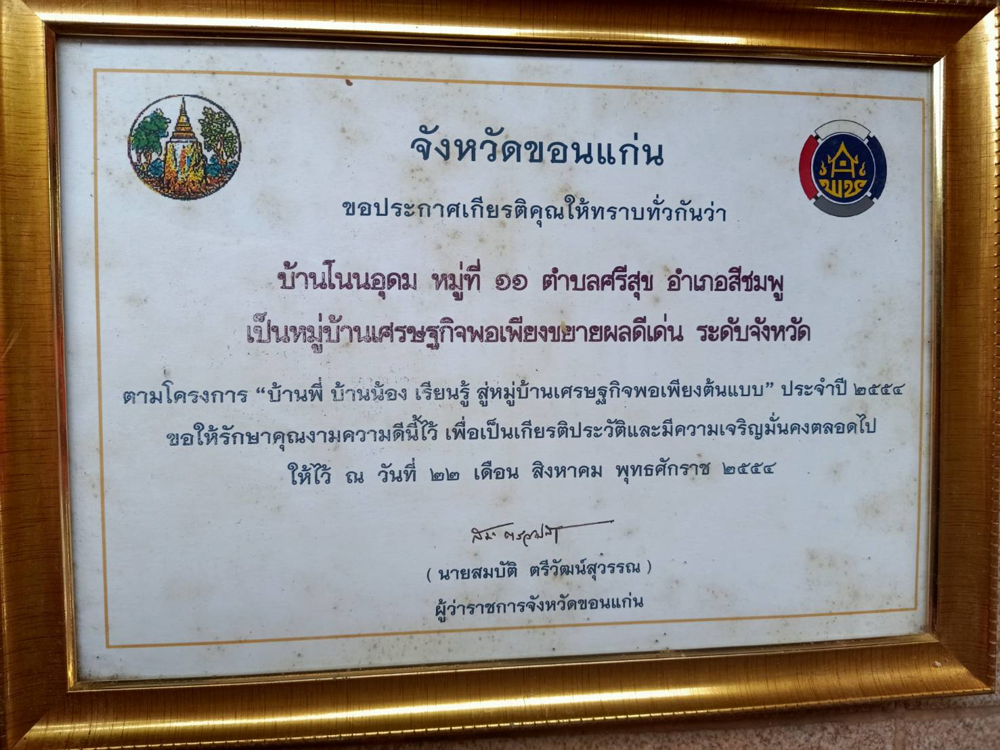 จังหวัดขอนแก่น
พช
ขอประกาศเกียรติคุณให้ทราบทั่วกันว่า
บ้านโนนอุดม หมู่ที่ ๑๑ ตำบลศรีสุข อำเภอสีชมพู
เป็นหมู่บ้านเศรษฐกิจพอเพียงขยายผลดีเด่น ระดับจังหวัด
ตามโครงการ “บ้านพี่ บ้านน้อง เรียนรู้ สู่หมู่บ้านเศรษฐกิจพอเพียงต้นแบบ” ประจำปี ๒๕๕๔
ขอให้รักษาคุณงามความดีนี้ไว้ เพื่อเป็นเกียรติประวัติและมีความเจริญมั่นคงตลอดไป
ให้ไว้ ณ วันที่ ๒๒ เดือน สิงหาคม พุทธศักราช ๒๕๕๔
( นายสมบัติ ตรีวัฒน์สุวรรณ )
ผู้ว่าราชการจังหวัดขอนแก่น